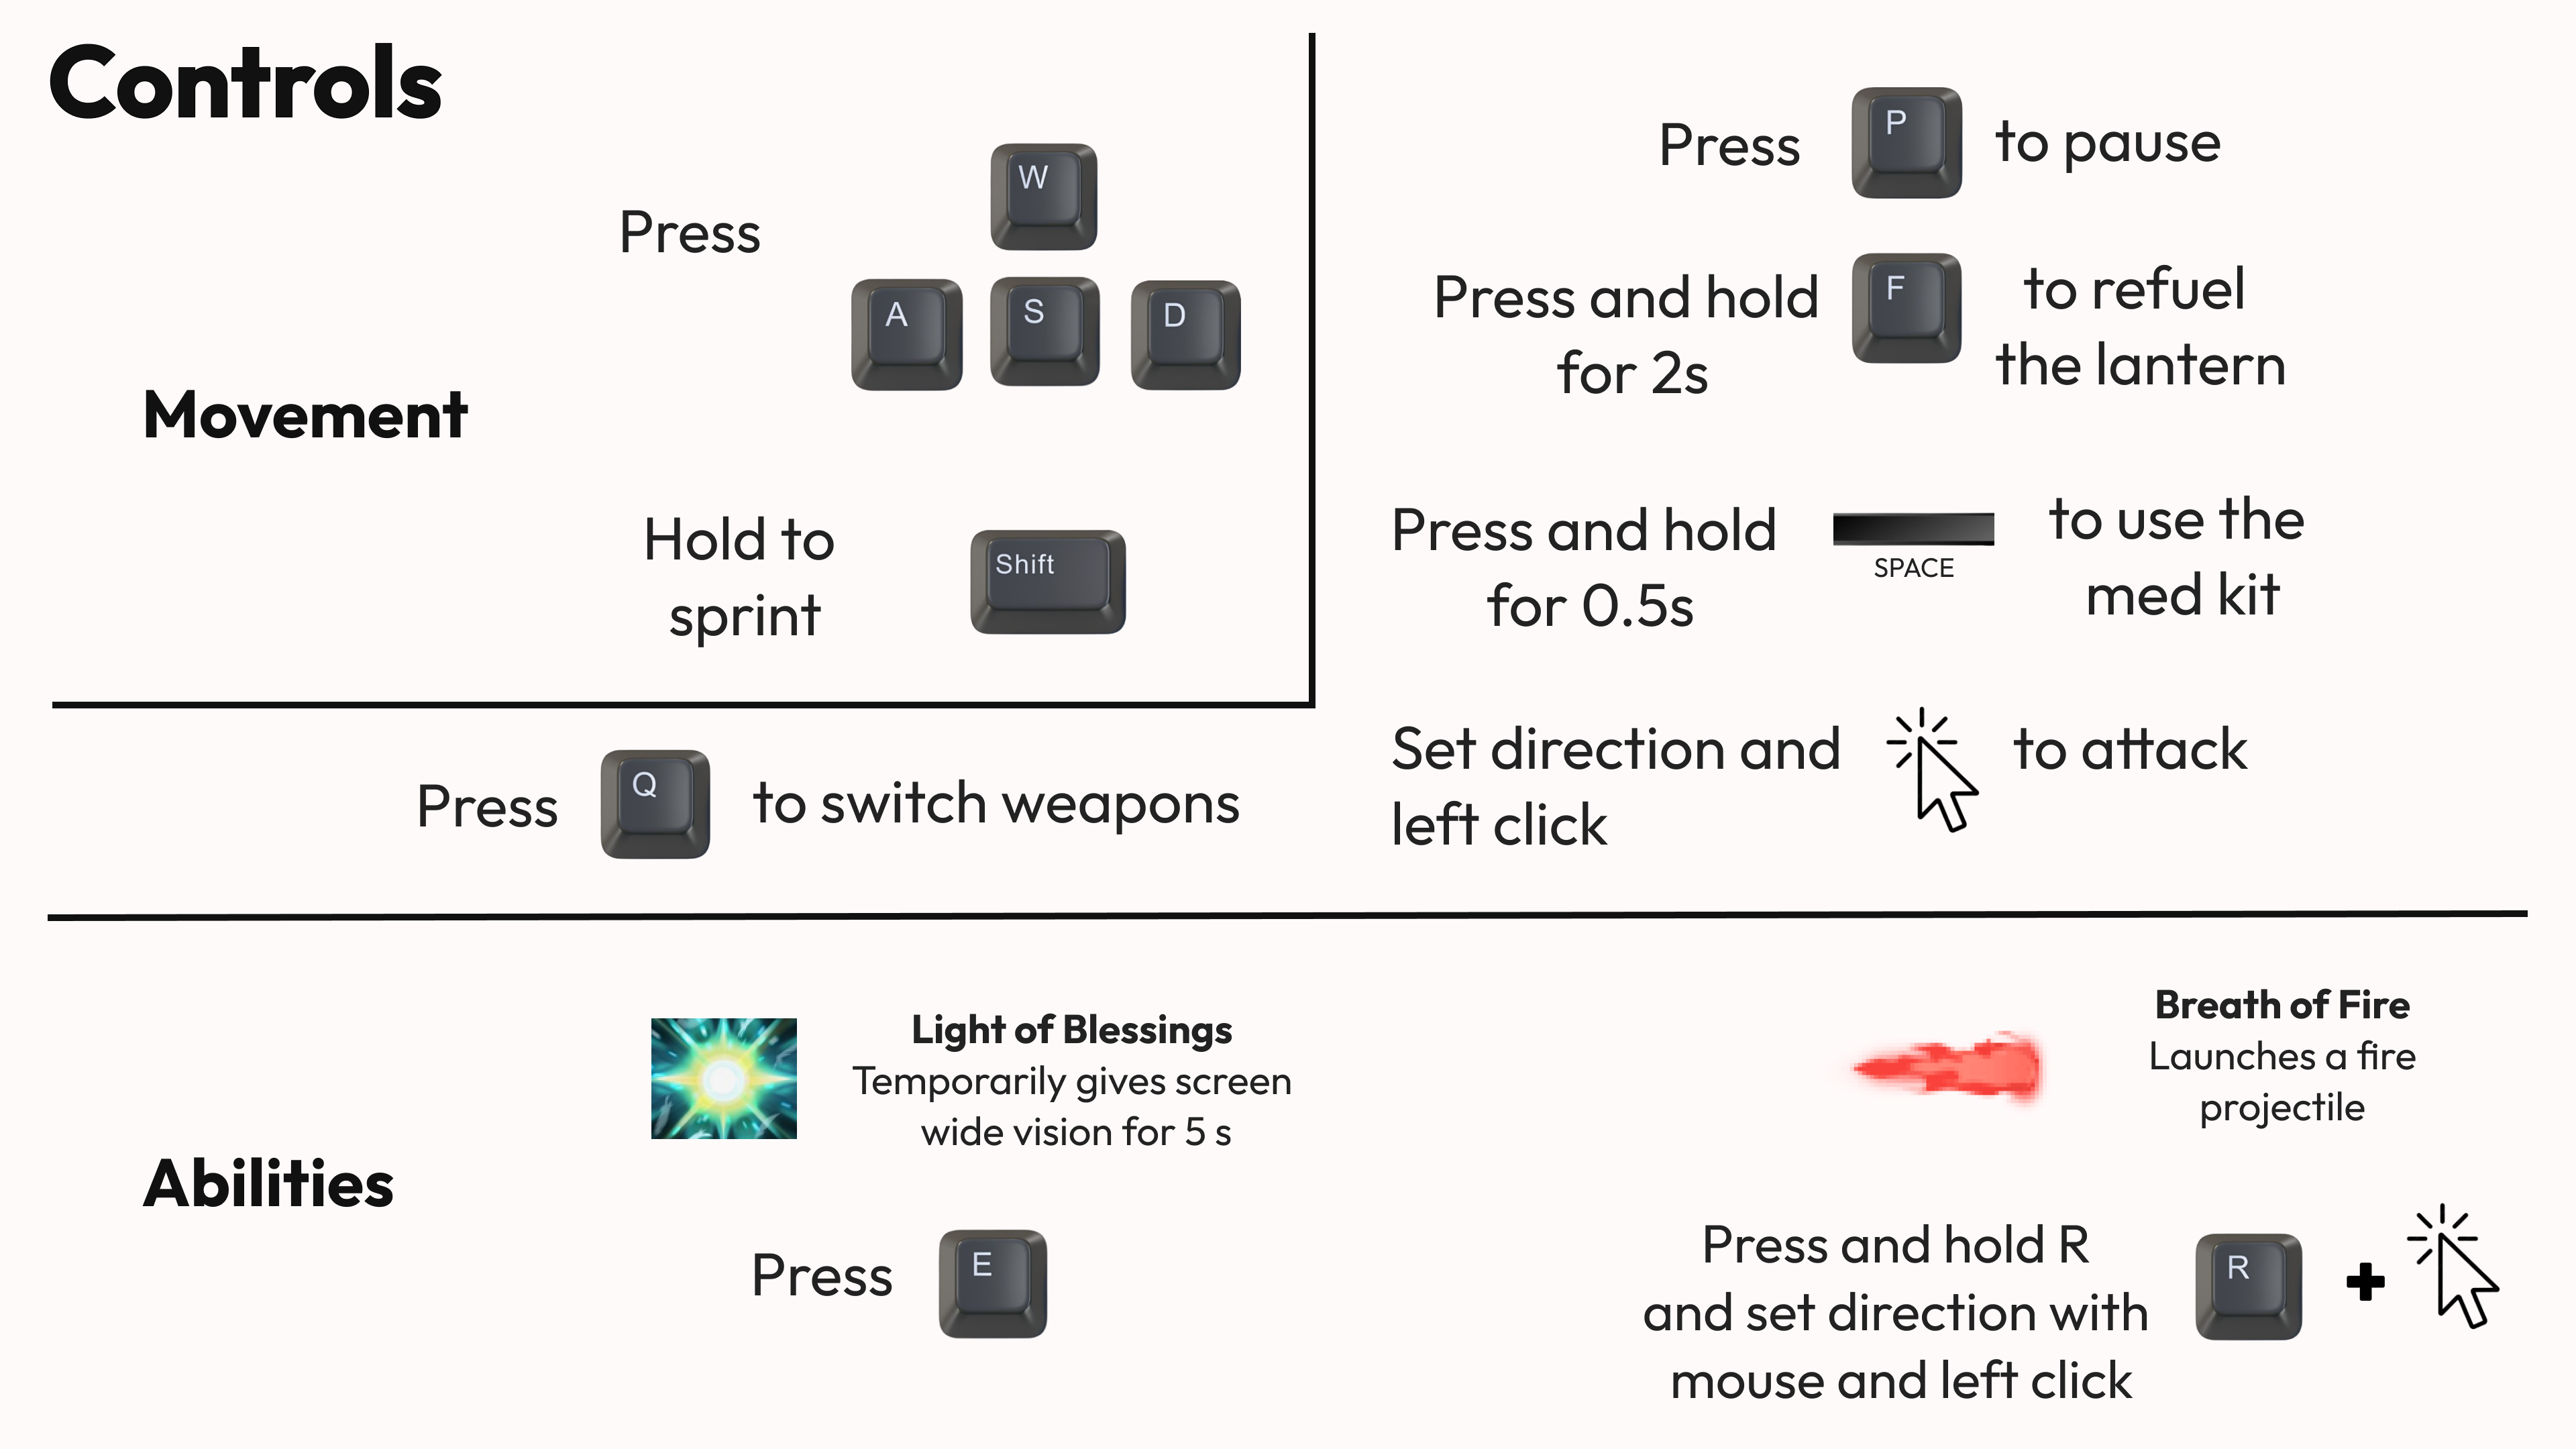 Controls
Movement
Press
W
A S D
Hold to
sprint
Shift
Press P to pause
Press and hold
for 2s
F
to refuel
the lantern
Press and hold
for 0.5s
SPACE
to use the
med kit
Press Q to switch weapons
Set direction and
left click
to attack
Abilities
Light of Blessings
Temporarily gives screen
wide vision for 5 s
Press E
Breath of Fire
Launches a fire
projectile
Press and hold R
and set direction with
mouse and left click
R +